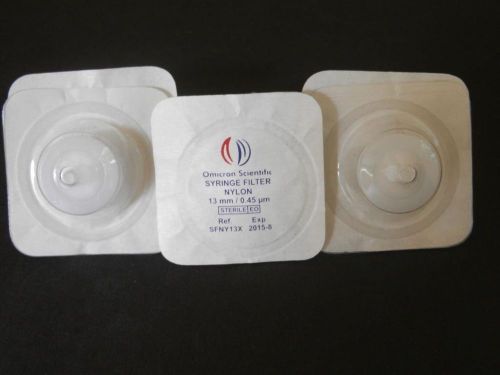 Omicron Scientific
SYRINGE FILTER
NYLON
13 mm / 0.45 µm
STERILE EO
Ref Exp
SFNY13X 2015-8